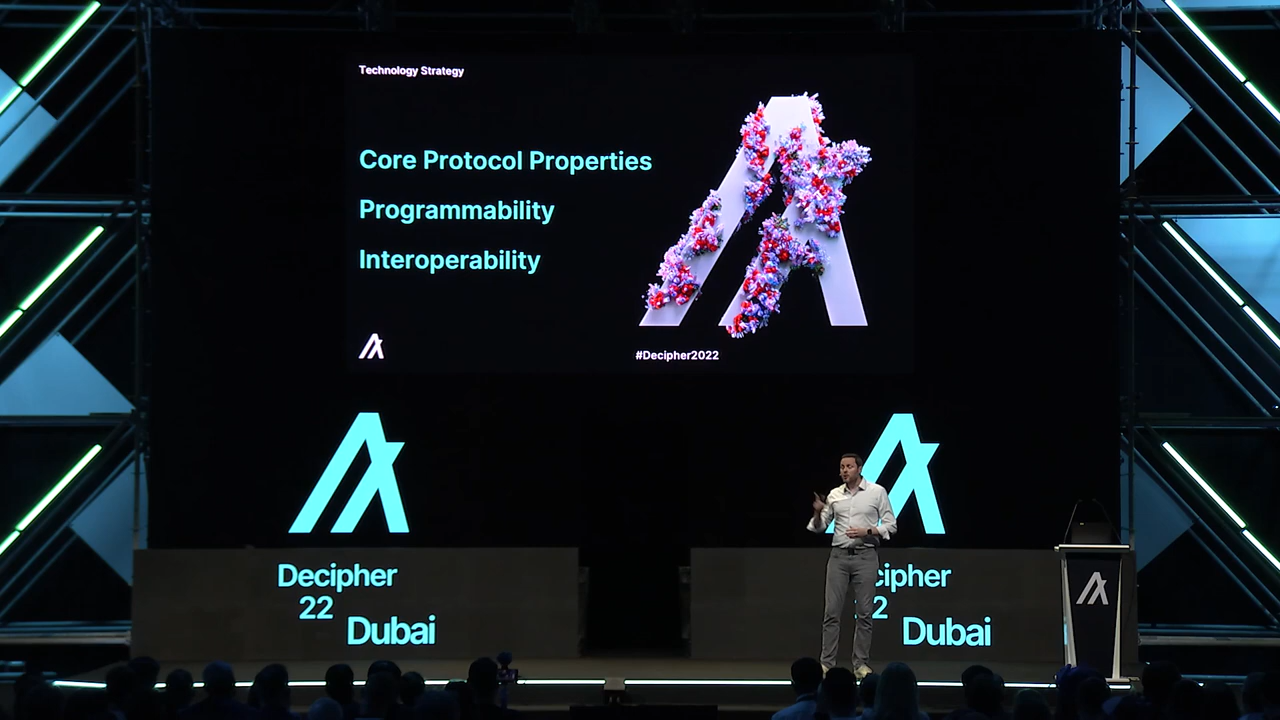 Technology Strategy
Core Protocol Properties
Programmability
Interoperability
#Decipher2022
Decipher
22
Dubai
cipher
2
Dubai